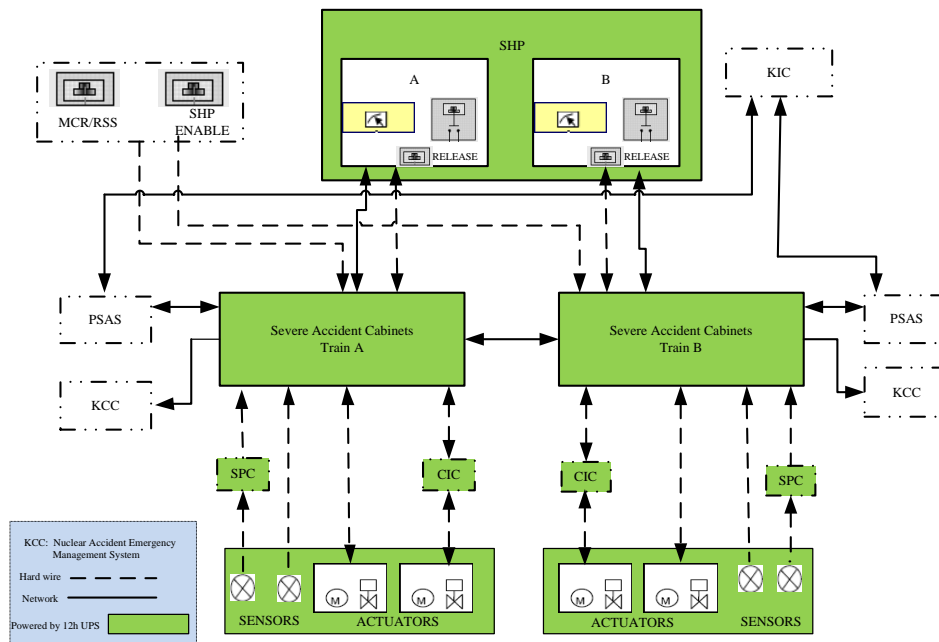 SHP
A
B
KIC
MCR/RSS
SHP
ENABLE
RELEASE
RELEASE
PSAS
Severe Accident Cabinets
Train A
Severe Accident Cabinets
Train B
PSAS
KCC
KCC
SPC
CIC
CIC
SPC
KCC: Nuclear Accident Emergency
Management System
Hard wire
Network
Powered by 12h UPS
M
M
M
M
SENSORS
ACTUATORS
ACTUATORS
SENSORS